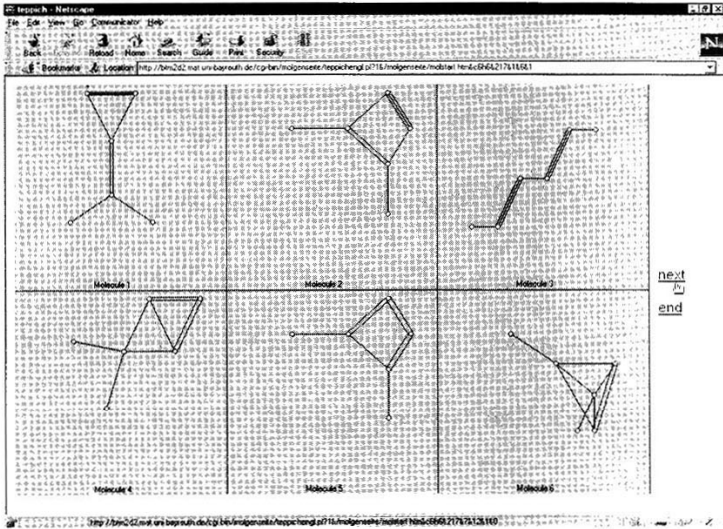 teppich - Netscape
File Edit View Go Communicator Help
Back Reload Home Search Guide Print Security
Bookmarks Location:
Molecule 1 Molecule 2 Molecule 3
next
end
Molecule 4 Molecule 5 Molecule 6